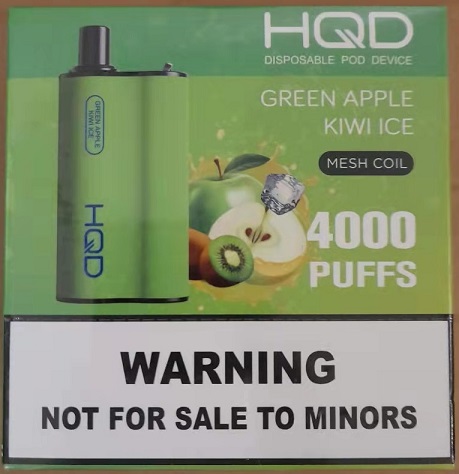 HQD
DISPOSABLE POD DEVICE
GREEN APPLE
KIWI ICE
MESH COIL
4000
PUFFS
GREEN APPLE
KIWI ICE
HQD
WARNING
NOT FOR SALE TO MINORS